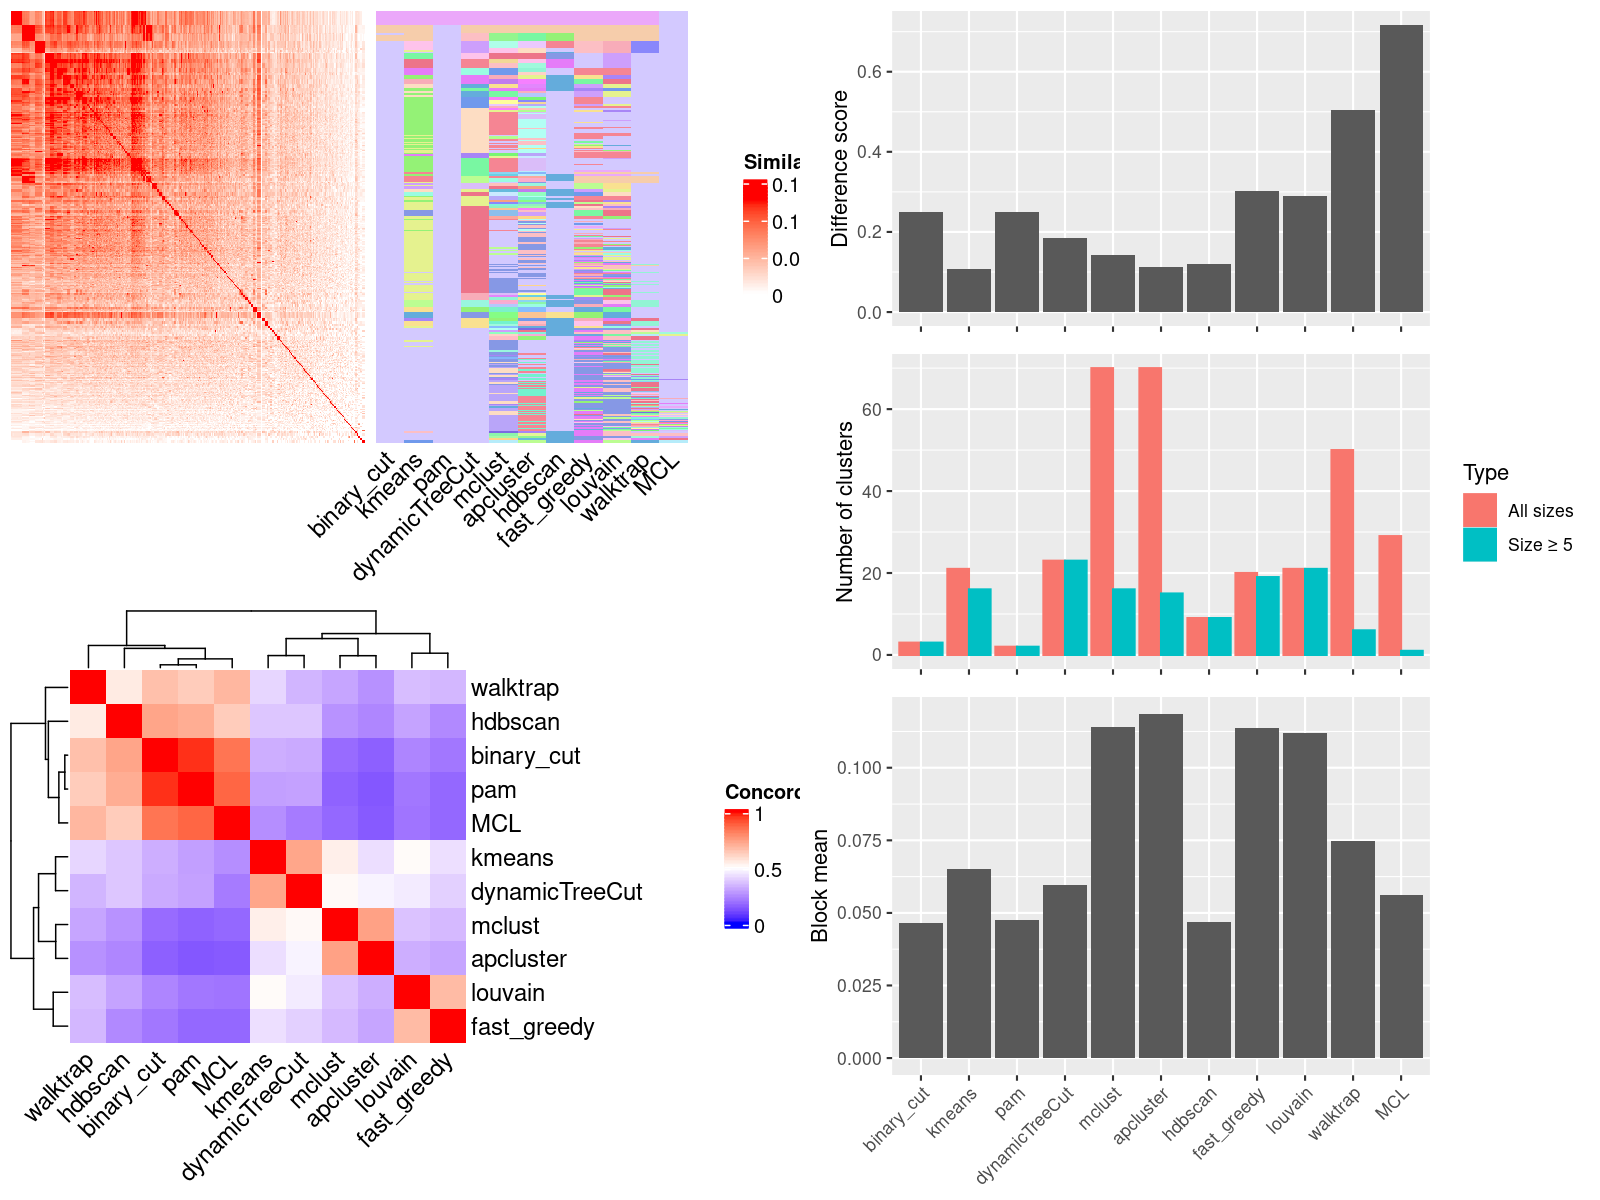 Simila
0.1
0.1
0.0
0
binary_cut
kmeans
pam
dynamicTreeCut
mclust
apcluster
hdbscan
fast_greedy
louvain
walktrap
MCL
walktrap
hdbscan
binary_cut
pam
MCL
kmeans
dynamicTreeCut
mclust
apcluster
louvain
fast_greedy
walktrap
hdbscan
binary_cut
pam
MCL
kmeans
dynamicTreeCut
mclust
apcluster
louvain
fast_greedy
Concord
1
0.5
0
Difference score
0.6
0.4
0.2
0.0
Number of clusters
60
40
20
0
Type
All sizes
Size ≥ 5
Block mean
0.100
0.075
0.050
0.025
0.000
binary_cut
kmeans
pam
dynamicTreeCut
mclust
apcluster
hdbscan
fast_greedy
louvain
walktrap
MCL